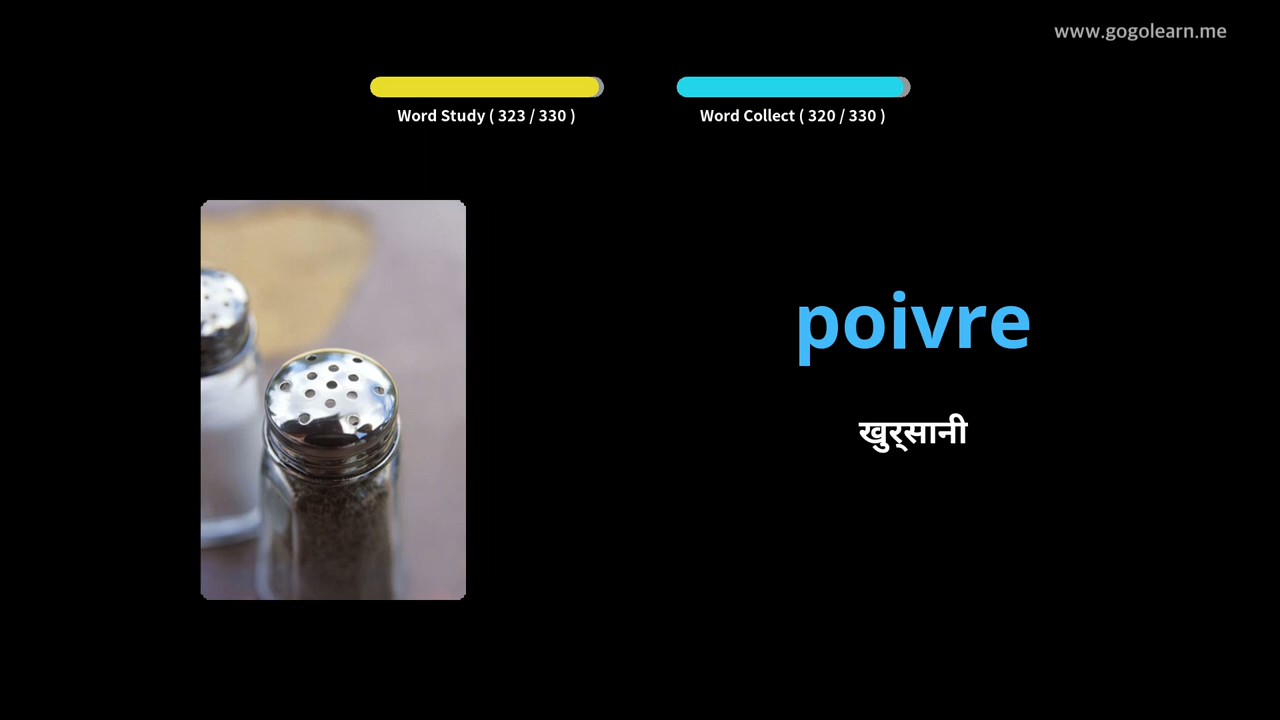 www.gogolearn.me
Word Study ( 323 / 330 )
Word Collect ( 320 / 330 )
poivre
खुर्सानी